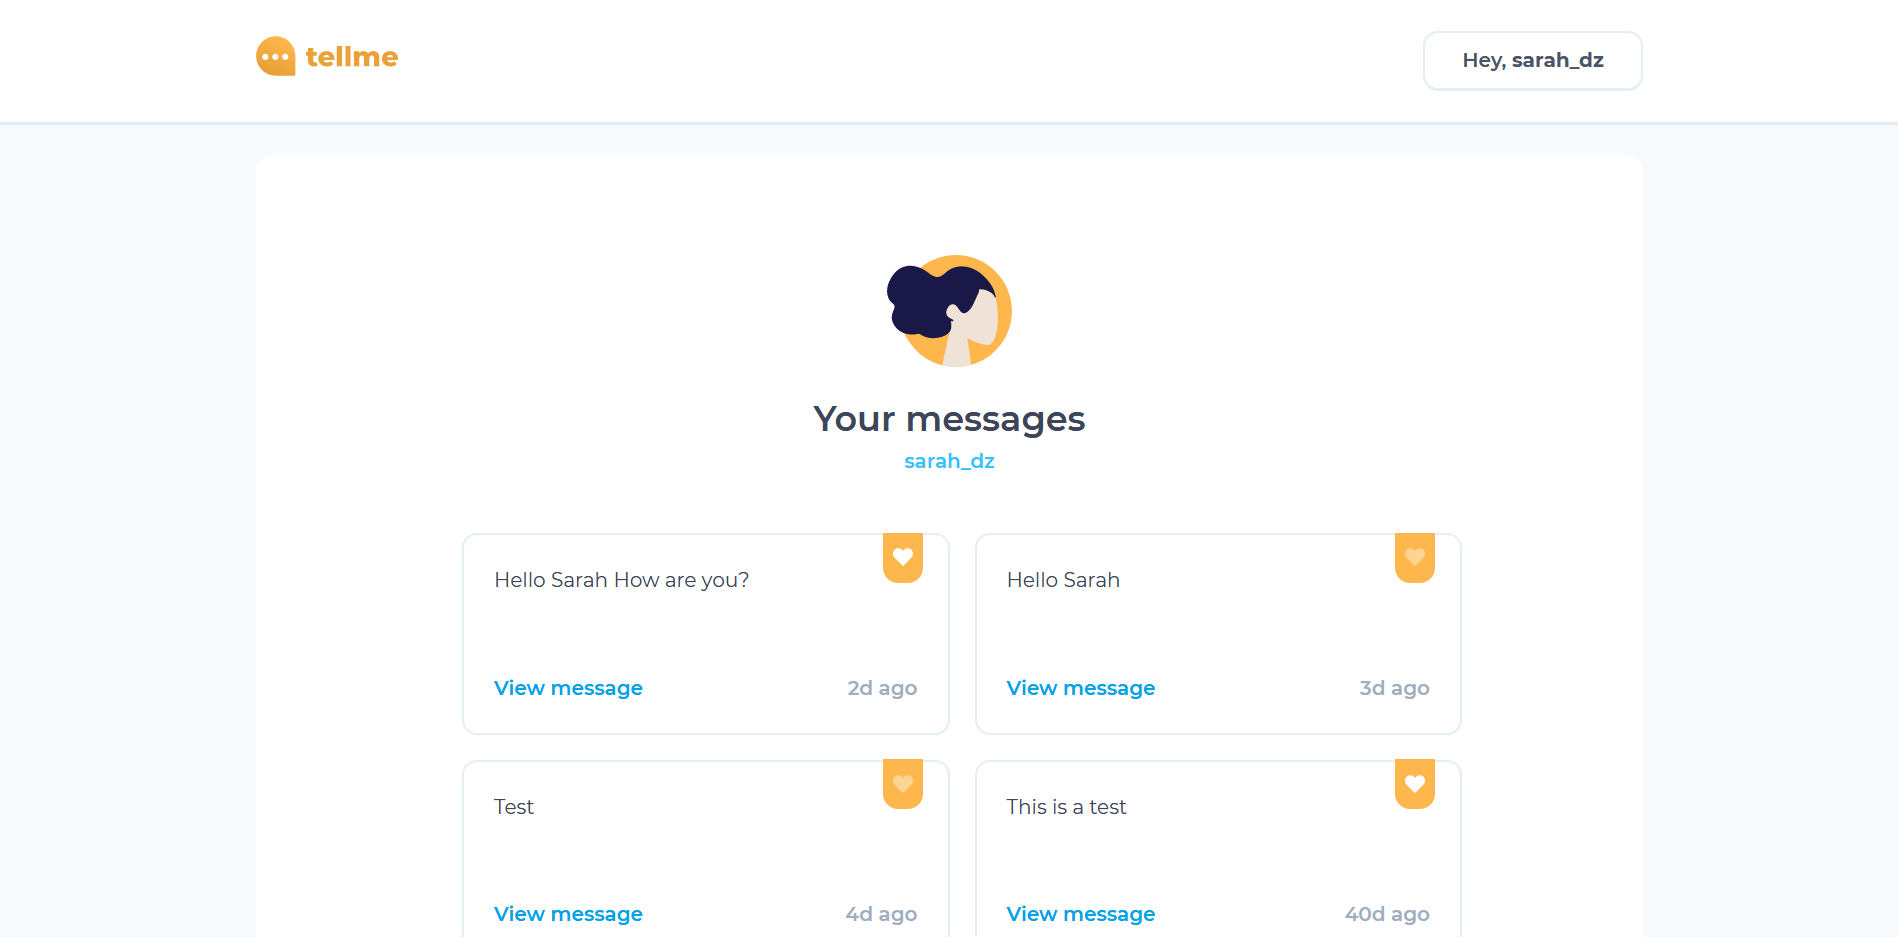 tellme
Hey, sarah_dz
Your messages
sarah_dz
Hello Sarah How are you?
View message
2d ago
Hello Sarah
View message
3d ago
Test
View message
4d ago
This is a test
View message
40d ago